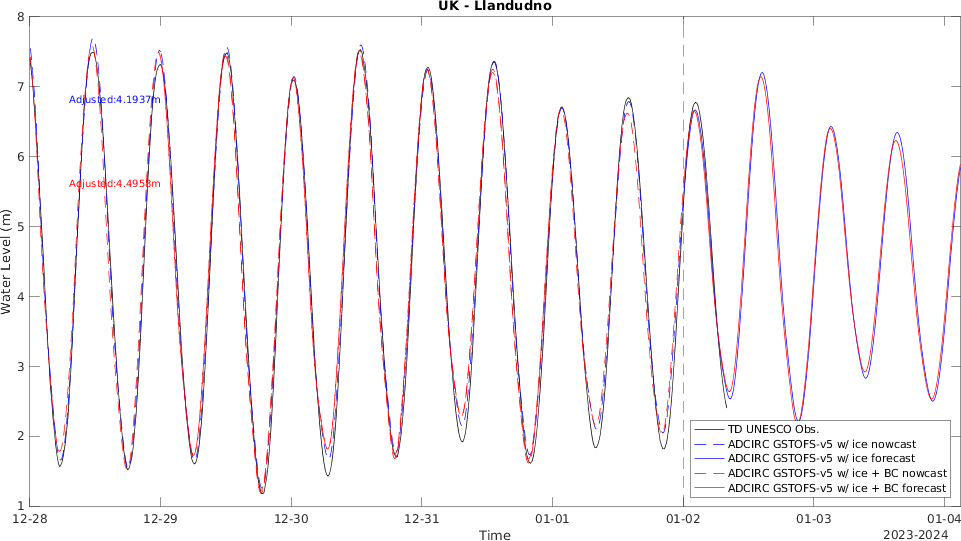 UK - Llandudno
8
7
6
5
4
3
2
1
Water Level (m)
Adjusted:4.1937m
Adjusted:4.4958m
TD UNESCO Obs.
ADCIRC GSTOFS-v5 w/ ice nowcast
ADCIRC GSTOFS-v5 w/ ice forecast
ADCIRC GSTOFS-v5 w/ ice + BC nowcast
ADCIRC GSTOFS-v5 w/ ice + BC forecast
12-28 12-29 12-30 12-31 01-01 01-02 01-03 01-04
Time
2023-2024